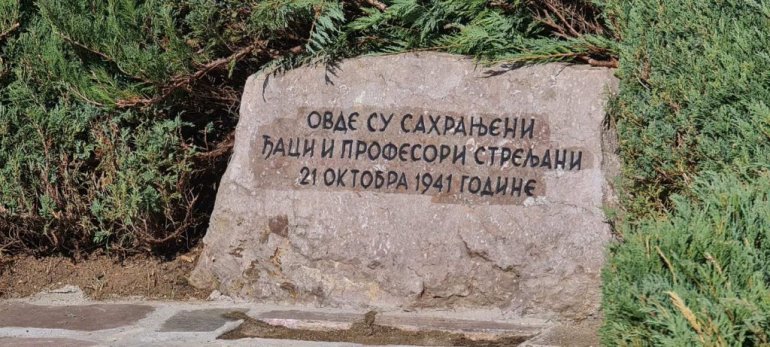 ОВДЕ СУ САХРАЊЕНИ
ЂАЦИ И ПРОФЕСОРИ СТРЕЉАНИ
21 ОКТОБРА 1941 ГОДИНЕ